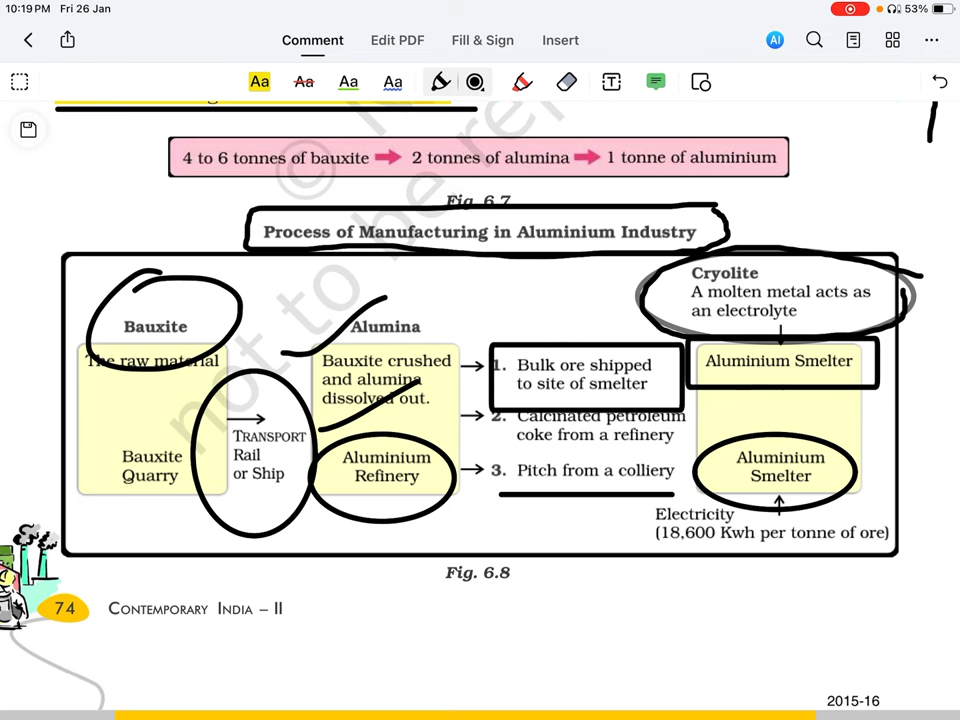 10:19 PM Fri 26 Jan
53%
Comment
Edit PDF
Fill & Sign
Insert
AI
Aa
Aa
Aa
Aa
T
4 to 6 tonnes of bauxite → 2 tonnes of alumina → 1 tonne of aluminium
Fig. 6.7
Process of Manufacturing in Aluminium Industry
Cryolite
A molten metal acts as
an electrolyte
Bauxite
The raw material
Bauxite
Quarry
→
TRANSPORT
Rail
or Ship
Alumina
Bauxite crushed
and alumina
dissolved out.
Aluminium
Refinery
→ 1. Bulk ore shipped
to site of smelter
→ 2. Calcinated petroleum
coke from a refinery
→ 3. Pitch from a colliery
Aluminium Smelter
Aluminium
Smelter
Electricity
(18,600 Kwh per tonne of ore)
Fig. 6.8
74 CONTEMPORARY INDIA – II
2015-16
© N
not to be re